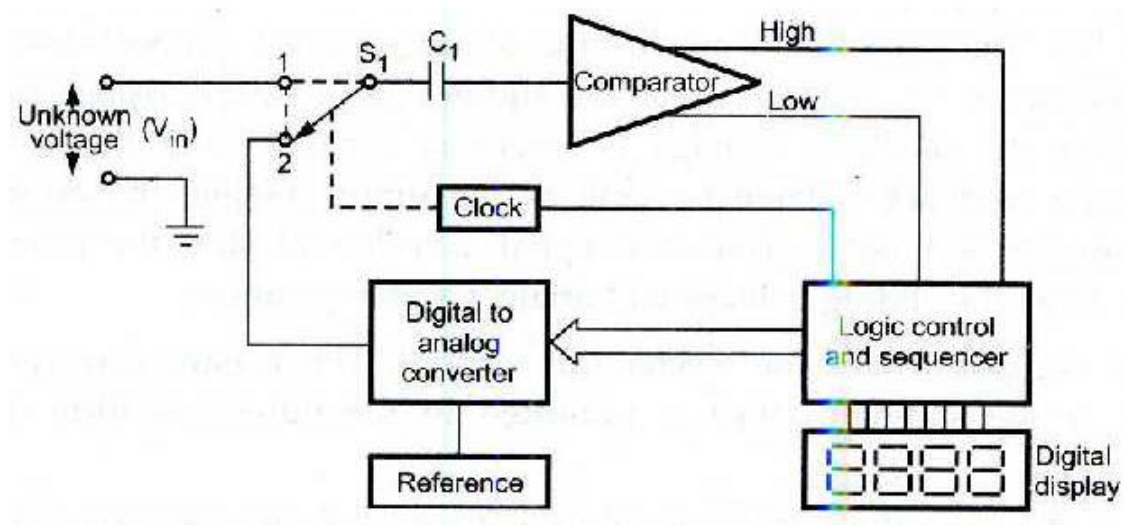 High
1
S1
C1
Comparator
Low
Unknown
voltage
(Vin)
2
Clock
Digital to
analog
converter
Logic control
and sequencer
Reference
8888
Digital
display